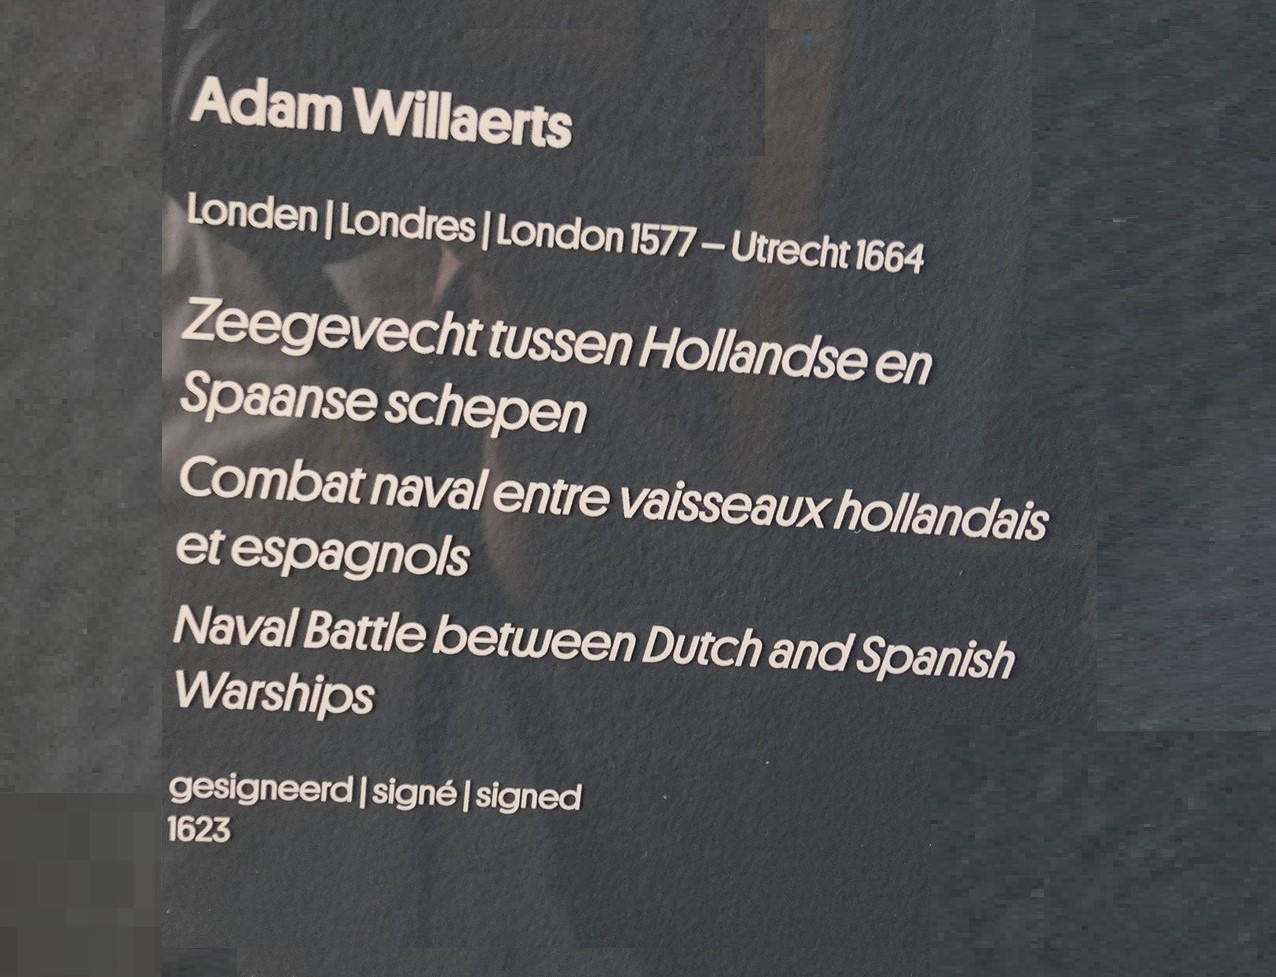 Adam Willaerts
Londen | Londres | London 1577 – Utrecht 1664
Zeegevecht tussen Hollandse en
Spaanse schepen
Combat naval entre vaisseaux hollandais
et espagnols
Naval Battle between Dutch and Spanish
Warships
gesigneerd | signé | signed
1623